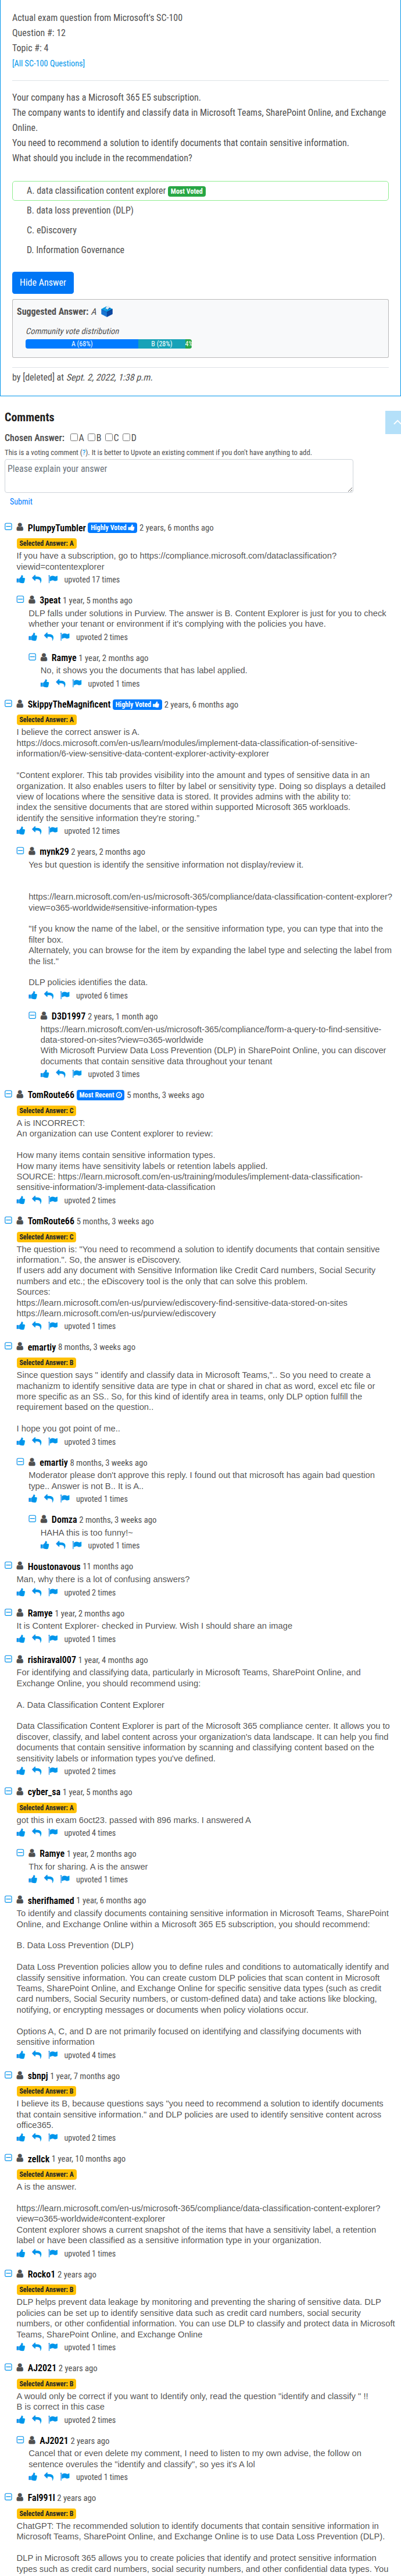 Actual exam question from Microsoft's SC-100
Question #: 12
Topic #: 4
[All SC-100 Questions]
Your company has a Microsoft 365 E5 subscription.
The company wants to identify and classify data in Microsoft Teams, SharePoint Online, and Exchange
Online.
You need to recommend a solution to identify documents that contain sensitive information.
What should you include in the recommendation?
A. data classification content explorer Most Voted
B. data loss prevention (DLP)
C. eDiscovery
D. Information Governance
Hide Answer
Suggested Answer: A
Community vote distribution
A (68%) B (28%) 4%
by [deleted] at Sept. 2, 2022, 1:38 p.m.
Comments
Chosen Answer: A B C D
This is a voting comment (?). It is better to Upvote an existing comment if you don't have anything to add.
Please explain your answer
Submit
PlumpyTumbler Highly Voted 2 years, 6 months ago
Selected Answer: A
If you have a subscription, go to https://compliance.microsoft.com/dataclassification?
viewid=contentexplorer
upvoted 17 times
3peat 1 year, 5 months ago
DLP falls under solutions in Purview. The answer is B. Content Explorer is just for you to check
whether your tenant or environment if it's complying with the policies you have.
upvoted 2 times
Ramye 1 year, 2 months ago
No, it shows you the documents that has label applied.
upvoted 1 times
SkippyTheMagnificent Highly Voted 2 years, 6 months ago
Selected Answer: A
I believe the correct answer is A.
https://docs.microsoft.com/en-us/learn/modules/implement-data-classification-of-sensitive-
information/6-view-sensitive-data-content-explorer-activity-explorer
"Content explorer. This tab provides visibility into the amount and types of sensitive data in an
organization. It also enables users to filter by label or sensitivity type. Doing so displays a detailed
view of locations where the sensitive data is stored. It provides admins with the ability to:
index the sensitive documents that are stored within supported Microsoft 365 workloads.
identify the sensitive information they're storing."
upvoted 12 times
mynk29 2 years, 2 months ago
Yes but question is identify the sensitive information not display/review it.
https://learn.microsoft.com/en-us/microsoft-365/compliance/data-classification-content-explorer?
view=o365-worldwide#sensitive-information-types
"If you know the name of the label, or the sensitive information type, you can type that into the
filter box.
Alternately, you can browse for the item by expanding the label type and selecting the label from
the list."
DLP policies identifies the data.
upvoted 6 times
D3D1997 2 years, 1 month ago
https://learn.microsoft.com/en-us/microsoft-365/compliance/form-a-query-to-find-sensitive-
data-stored-on-sites?view=o365-worldwide
With Microsoft Purview Data Loss Prevention (DLP) in SharePoint Online, you can discover
documents that contain sensitive data throughout your tenant
upvoted 3 times
TomRoute66 Most Recent 5 months, 3 weeks ago
Selected Answer: C
A is INCORRECT:
An organization can use Content explorer to review:
How many items contain sensitive information types.
How many items have sensitivity labels or retention labels applied.
SOURCE: https://learn.microsoft.com/en-us/training/modules/implement-data-classification-
sensitive-information/3-implement-data-classification
upvoted 2 times
TomRoute66 5 months, 3 weeks ago
Selected Answer: C
The question is: "You need to recommend a solution to identify documents that contain sensitive
information.". So, the answer is eDiscovery.
If users add any document with Sensitive Information like Credit Card numbers, Social Security
numbers and etc.; the eDiscovery tool is the only that can solve this problem.
Sources:
https://learn.microsoft.com/en-us/purview/ediscovery-find-sensitive-data-stored-on-sites
https://learn.microsoft.com/en-us/purview/ediscovery
upvoted 1 times
emartiy 8 months, 3 weeks ago
Selected Answer: B
Since question says " identify and classify data in Microsoft Teams,".. So you need to create a
machanizm to identify sensitive data are type in chat or shared in chat as word, excel etc file or
more specific as an SS.. So, for this kind of identify area in teams, only DLP option fulfill the
requirement based on the question..
I hope you got point of me..
upvoted 3 times
emartiy 8 months, 3 weeks ago
Moderator please don't approve this reply. I found out that microsoft has again bad question
type.. Answer is not B.. It is A..
upvoted 1 times
Domza 2 months, 3 weeks ago
HAHA this is too funny!~
upvoted 1 times
Houstonavous 11 months ago
Man, why there is a lot of confusing answers?
upvoted 2 times
Ramye 1 year, 2 months ago
It is Content Explorer- checked in Purview. Wish I should share an image
upvoted 1 times
rishiraval007 1 year, 4 months ago
For identifying and classifying data, particularly in Microsoft Teams, SharePoint Online, and
Exchange Online, you should recommend using:
A. Data Classification Content Explorer
Data Classification Content Explorer is part of the Microsoft 365 compliance center. It allows you to
discover, classify, and label content across your organization's data landscape. It can help you find
documents that contain sensitive information by scanning and classifying content based on the
sensitivity labels or information types you've defined.
upvoted 2 times
cyber_sa 1 year, 5 months ago
Selected Answer: A
got this in exam 6oct23. passed with 896 marks. I answered A
upvoted 4 times
Ramye 1 year, 2 months ago
Thx for sharing. A is the answer
upvoted 1 times
sherifhamed 1 year, 6 months ago
To identify and classify documents containing sensitive information in Microsoft Teams, SharePoint
Online, and Exchange Online within a Microsoft 365 E5 subscription, you should recommend:
B. Data Loss Prevention (DLP)
Data Loss Prevention policies allow you to define rules and conditions to automatically identify and
classify sensitive information. You can create custom DLP policies that scan content in Microsoft
Teams, SharePoint Online, and Exchange Online for specific sensitive data types (such as credit
card numbers, Social Security numbers, or custom-defined data) and take actions like blocking,
notifying, or encrypting messages or documents when policy violations occur.
Options A, C, and D are not primarily focused on identifying and classifying documents with
sensitive information
upvoted 4 times
sbnpj 1 year, 7 months ago
Selected Answer: B
I believe its B, because questions says "you need to recommend a solution to identify documents
that contain sensitive information." and DLP policies are used to identify sensitive content across
office365.
upvoted 2 times
zellck 1 year, 10 months ago
Selected Answer: A
A is the answer.
https://learn.microsoft.com/en-us/microsoft-365/compliance/data-classification-content-explorer?
view=o365-worldwide#content-explorer
Content explorer shows a current snapshot of the items that have a sensitivity label, a retention
label or have been classified as a sensitive information type in your organization.
upvoted 1 times
Rocko1 2 years ago
Selected Answer: B
DLP helps prevent data leakage by monitoring and preventing the sharing of sensitive data. DLP
policies can be set up to identify sensitive data such as credit card numbers, social security
numbers, or other confidential information. You can use DLP to classify and protect data in Microsoft
Teams, SharePoint Online, and Exchange Online
upvoted 1 times
AJ2021 2 years ago
Selected Answer: B
A would only be correct if you want to Identify only, read the question "identify and classify " !!
B is correct in this case
upvoted 2 times
AJ2021 2 years ago
Cancel that or even delete my comment, I need to listen to my own advise, the follow on
sentence overules the "identify and classify", so yes it's A lol
upvoted 1 times
Fal991l 2 years ago
Selected Answer: B
ChatGPT: The recommended solution to identify documents that contain sensitive information in
Microsoft Teams, SharePoint Online, and Exchange Online is to use Data Loss Prevention (DLP).
DLP in Microsoft 365 allows you to create policies that identify and protect sensitive information
types such as credit card numbers, social security numbers, and other confidential data types. You